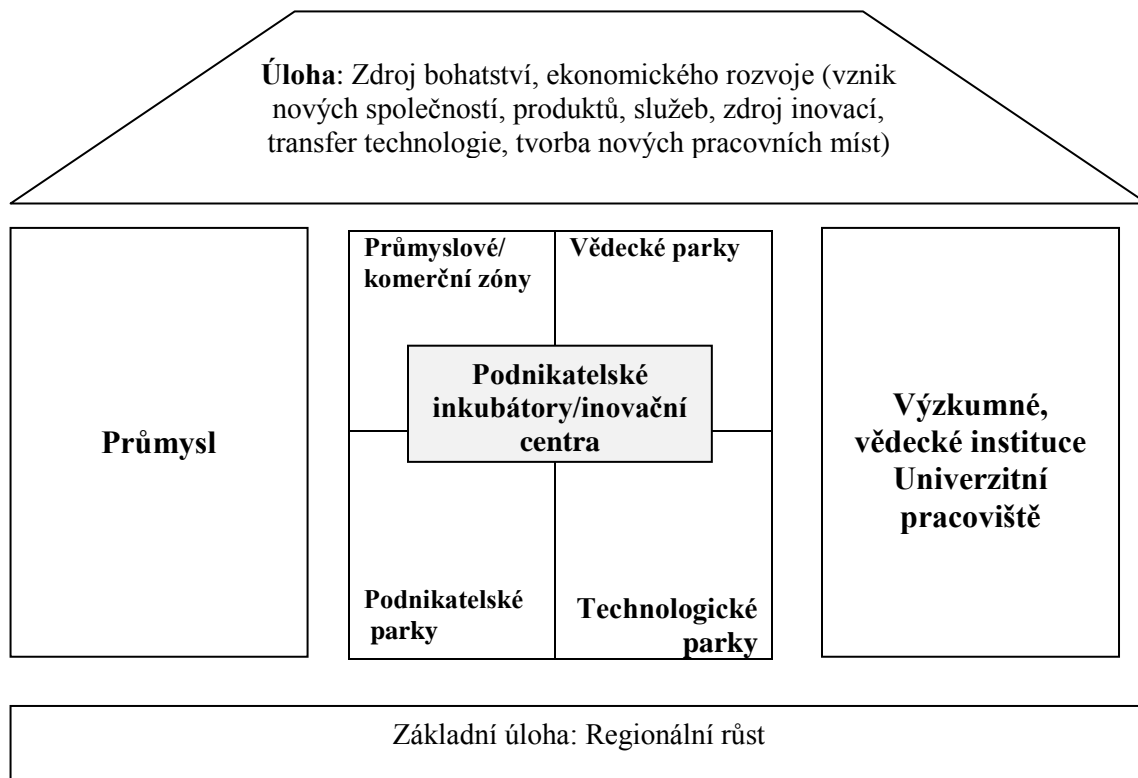 Úloha: Zdroj bohatství, ekonomického rozvoje (vznik
nových společností, produktů, služeb, zdroj inovací,
transfer technologie, tvorba nových pracovních míst)
Průmysl
Průmyslové/
komerční zóny
Vědecké parky
Podnikatelské
inkubátory/inovační
centra
Podnikatelské
parky
Technologické
parky
Výzkumné,
vědecké instituce
Univerzitní
pracoviště
Základní úloha: Regionální růst